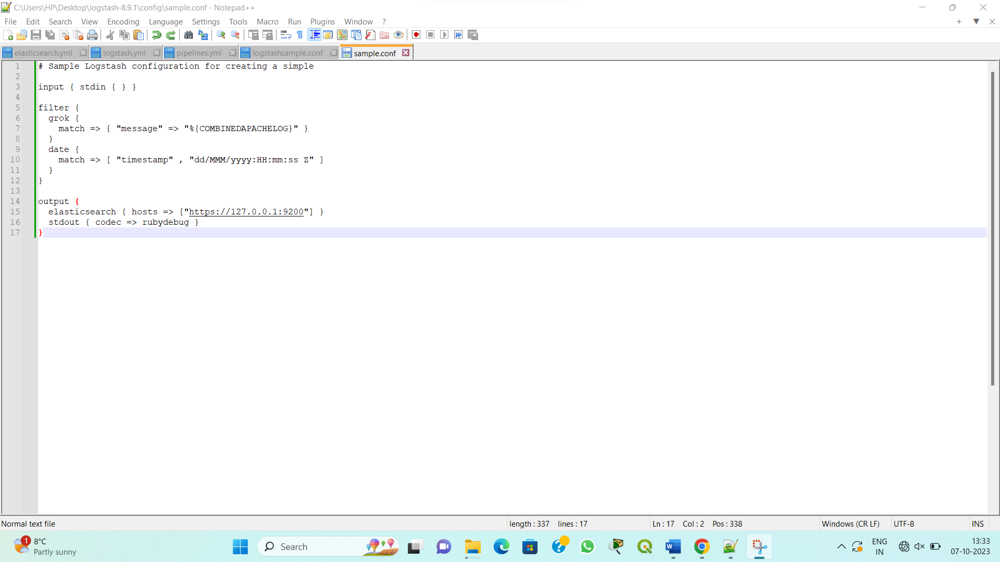 C:\Users\HP\Desktop\logstash-8.9.1\config\sample.conf - Notepad++
File Edit Search View Encoding Language Settings Tools Macro Run Plugins Window ?
elasticsearch.yml logstash.yml pipelines.yml logstashsample.conf sample.conf
1 # Sample Logstash configuration for creating a simple
2
3 input { stdin { } }
4
5 filter {
6   grok {
7     match => { "message" => "%{COMBINEDAPACHELOG}" }
8   }
9   date {
10     match => [ "timestamp" , "dd/MMM/yyyy:HH:mm:ss Z" ]
11   }
12 }
13
14 output {
15   elasticsearch { hosts => ["https://127.0.0.1:9200"] }
16   stdout { codec => rubydebug }
17 }
Normal text file length : 337 lines : 17 Ln : 17 Col : 2 Pos : 338 Windows (CR LF) UTF-8 INS
1 8°C
Partly sunny
Search
ENG
IN
13:33
07-10-2023